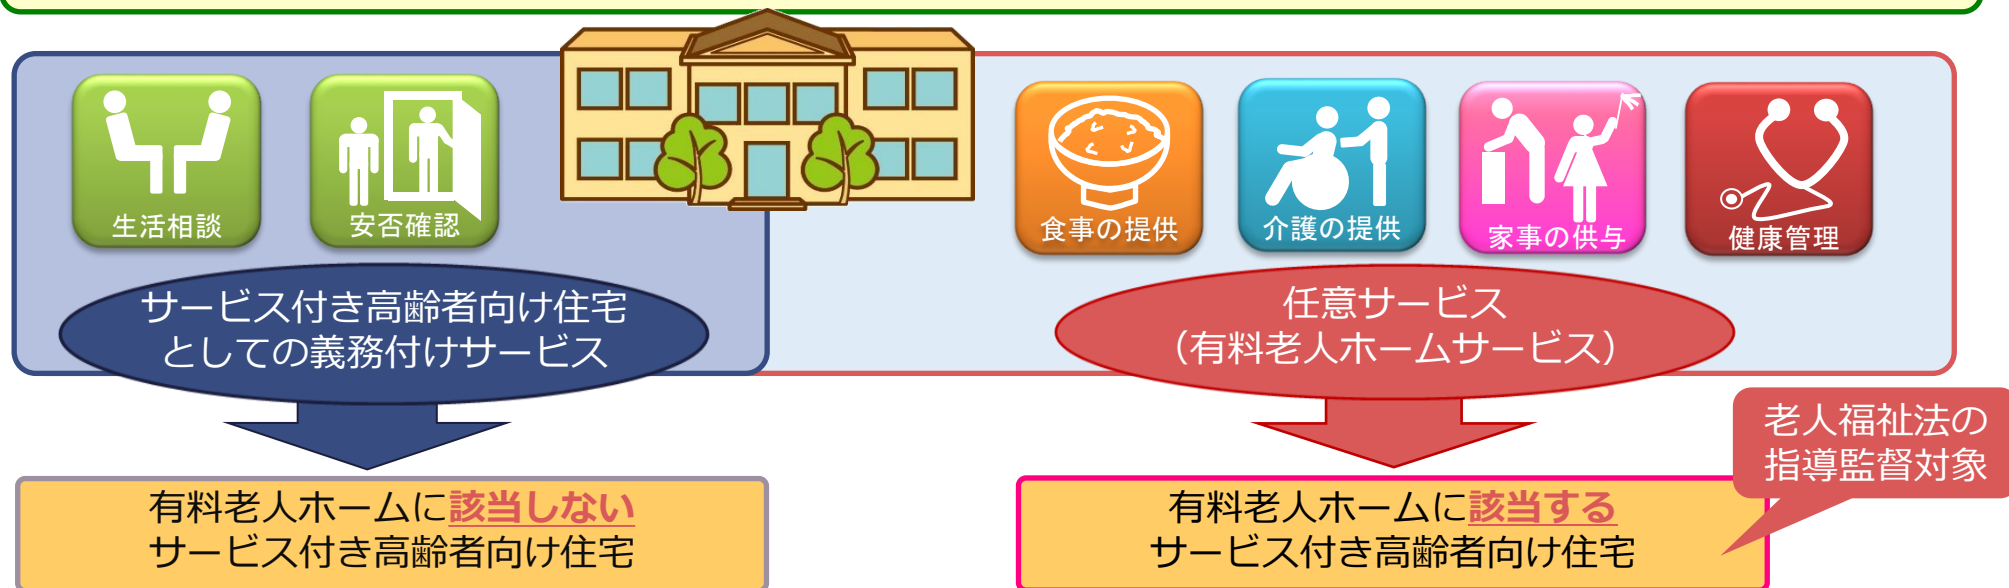 生活相談
安否確認
食事の提供
介護の提供
家事の供与
健康管理
サービス付き高齢者向け住宅
としての義務付けサービス
任意サービス
（有料老人ホームサービス）
老人福祉法の
指導監督対象
有料老人ホームに該当しない
サービス付き高齢者向け住宅
有料老人ホームに該当する
サービス付き高齢者向け住宅